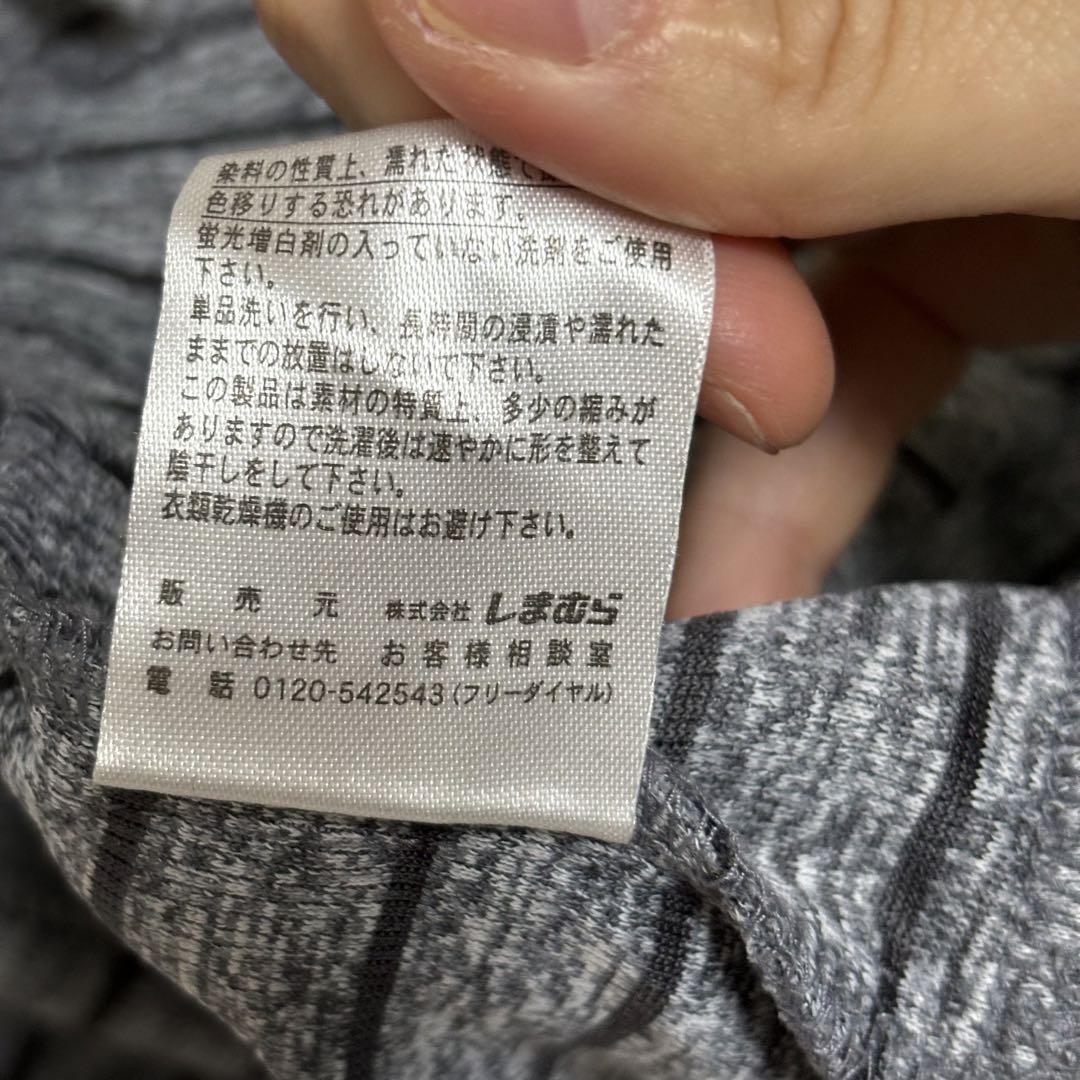 染料の性質上、濡れた状態で
色移りする恐れがあります。
蛍光増白剤の入っていない洗剤をご使用
下さい。
単品洗いを行い、長時間の浸漬や濡れた
ままでの放置はしないで下さい。
この製品は素材の特質上、多少の縮みが
ありますので洗濯後は速やかに形を整えて
陰干しをして下さい。
衣類乾燥機のご使用はお避け下さい。
販売元 株式会社 しまむら
お問い合わせ先 お客様相談室
電話 0120-542543(フリーダイヤル)